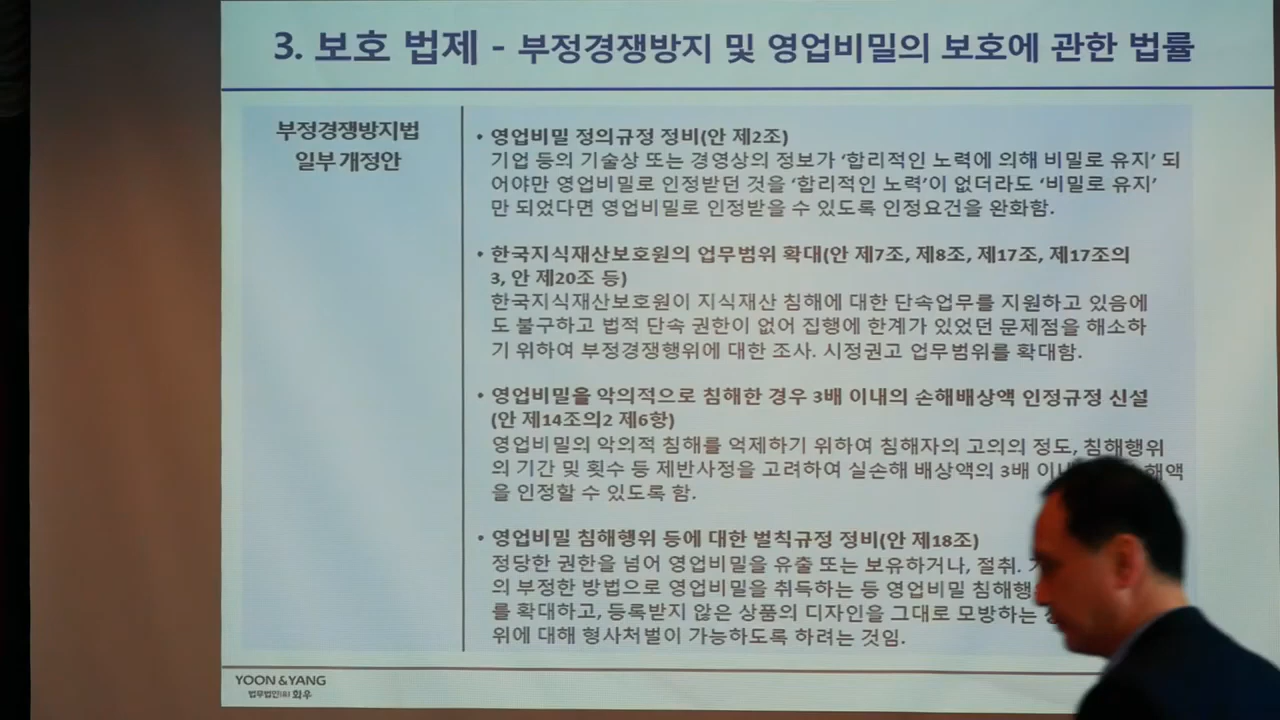 3. 보호 법제 - 부정경쟁방지 및 영업비밀의 보호에 관한 법률
부정경쟁방지법
일부 개정안
• 영업비밀 정의규정 정비(안 제2조)
기업 등의 기술상 또는 경영상의 정보가 ‘합리적인 노력에 의해 비밀로 유지’ 되
어야만 영업비밀로 인정받던 것을 ‘합리적인 노력’이 없더라도 ‘비밀로 유지’
만 되었다면 영업비밀로 인정받을 수 있도록 인정요건을 완화함.
• 한국지식재산보호원의 업무범위 확대(안 제7조, 제8조, 제17조, 제17조의
3, 안 제20조 등)
한국지식재산보호원이 지식재산 침해에 대한 단속업무를 지원하고 있음에
도 불구하고 법적 단속 권한이 없어 집행에 한계가 있었던 문제점을 해소하
기 위하여 부정경쟁행위에 대한 조사. 시정권고 업무범위를 확대함.
• 영업비밀을 악의적으로 침해한 경우 3배 이내의 손해배상액 인정규정 신설
(안 제14조의2 제6항)
영업비밀의 악의적 침해를 억제하기 위하여 침해자의 고의의 정도, 침해행위
의 기간 및 횟수 등 제반사정을 고려하여 실손해 배상액의 3배 해액
을 인정할 수 있도록 함.
• 영업비밀 침해행위 등에 대한 벌칙규정 정비(안 제18조)
정당한 권한을 넘어 영업비밀을 유출 또는 보유하거나, 절취.
의 부정한 방법으로 영업비밀을 취득하는 등 영업비밀
를 확대하고, 등록받지 않은 상품의 디자인을 그대로 모방하는
위에 대해 형사처벌이 가능하도록 하려는 것임.
YOON & YANG
법무법인(유) 화우